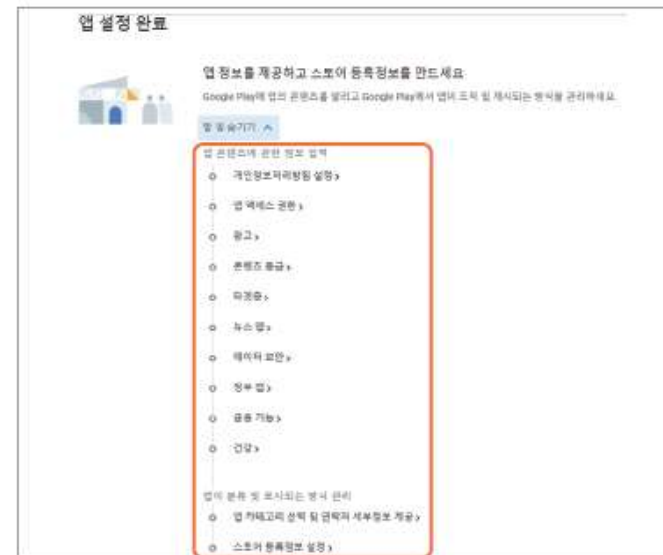 앱 설정 완료
앱 정보를 제공하고 스토어 등록정보를 만드세요
Google Play에 앱의 콘텐츠를 알리고 Google Play에서 앱이 조직 및 게시되는 방식을 관리하세요.
할 일 숨기기
앱 콘텐츠에 관한 정보 입력
개인정보처리방침 설정 >
앱 액세스 권한 >
광고 >
콘텐츠 등급 >
타겟층 >
뉴스 앱 >
데이터 보안 >
정부 앱 >
금융 기능 >
건강 >
앱이 분류 및 표시되는 방식 관리
앱 카테고리 선택 및 연락처 세부정보 제공 >
스토어 등록정보 설정 >